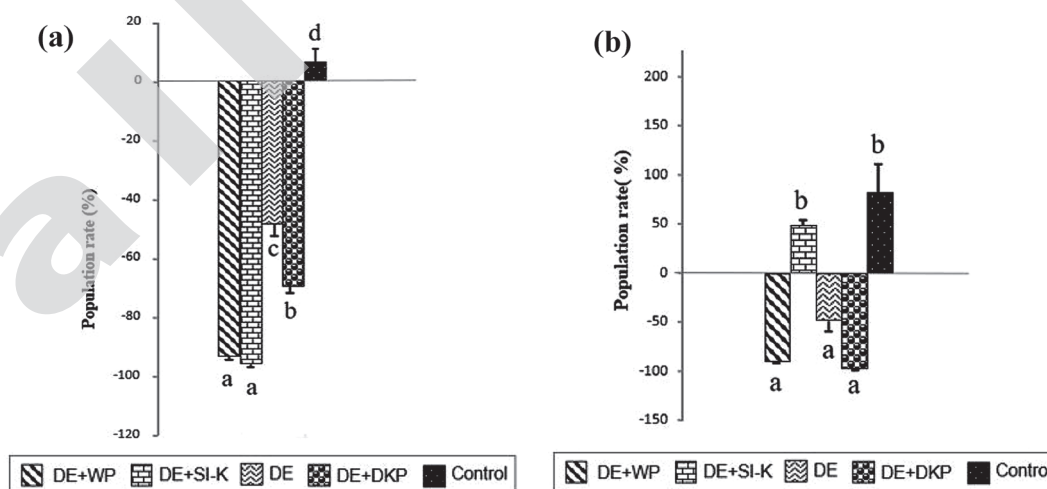 (a)
20
0
-20
-40
-60
-80
-100
-120
Population rate (%)
d
c
b
a a
DE+WP DE+SI-K DE DE+DKP Control
(b)
200
150
100
50
0
-50
-100
-150
Population rate( %)
b
b
a
a a
DE+WP DE+SI-K DE DE+DKP Control